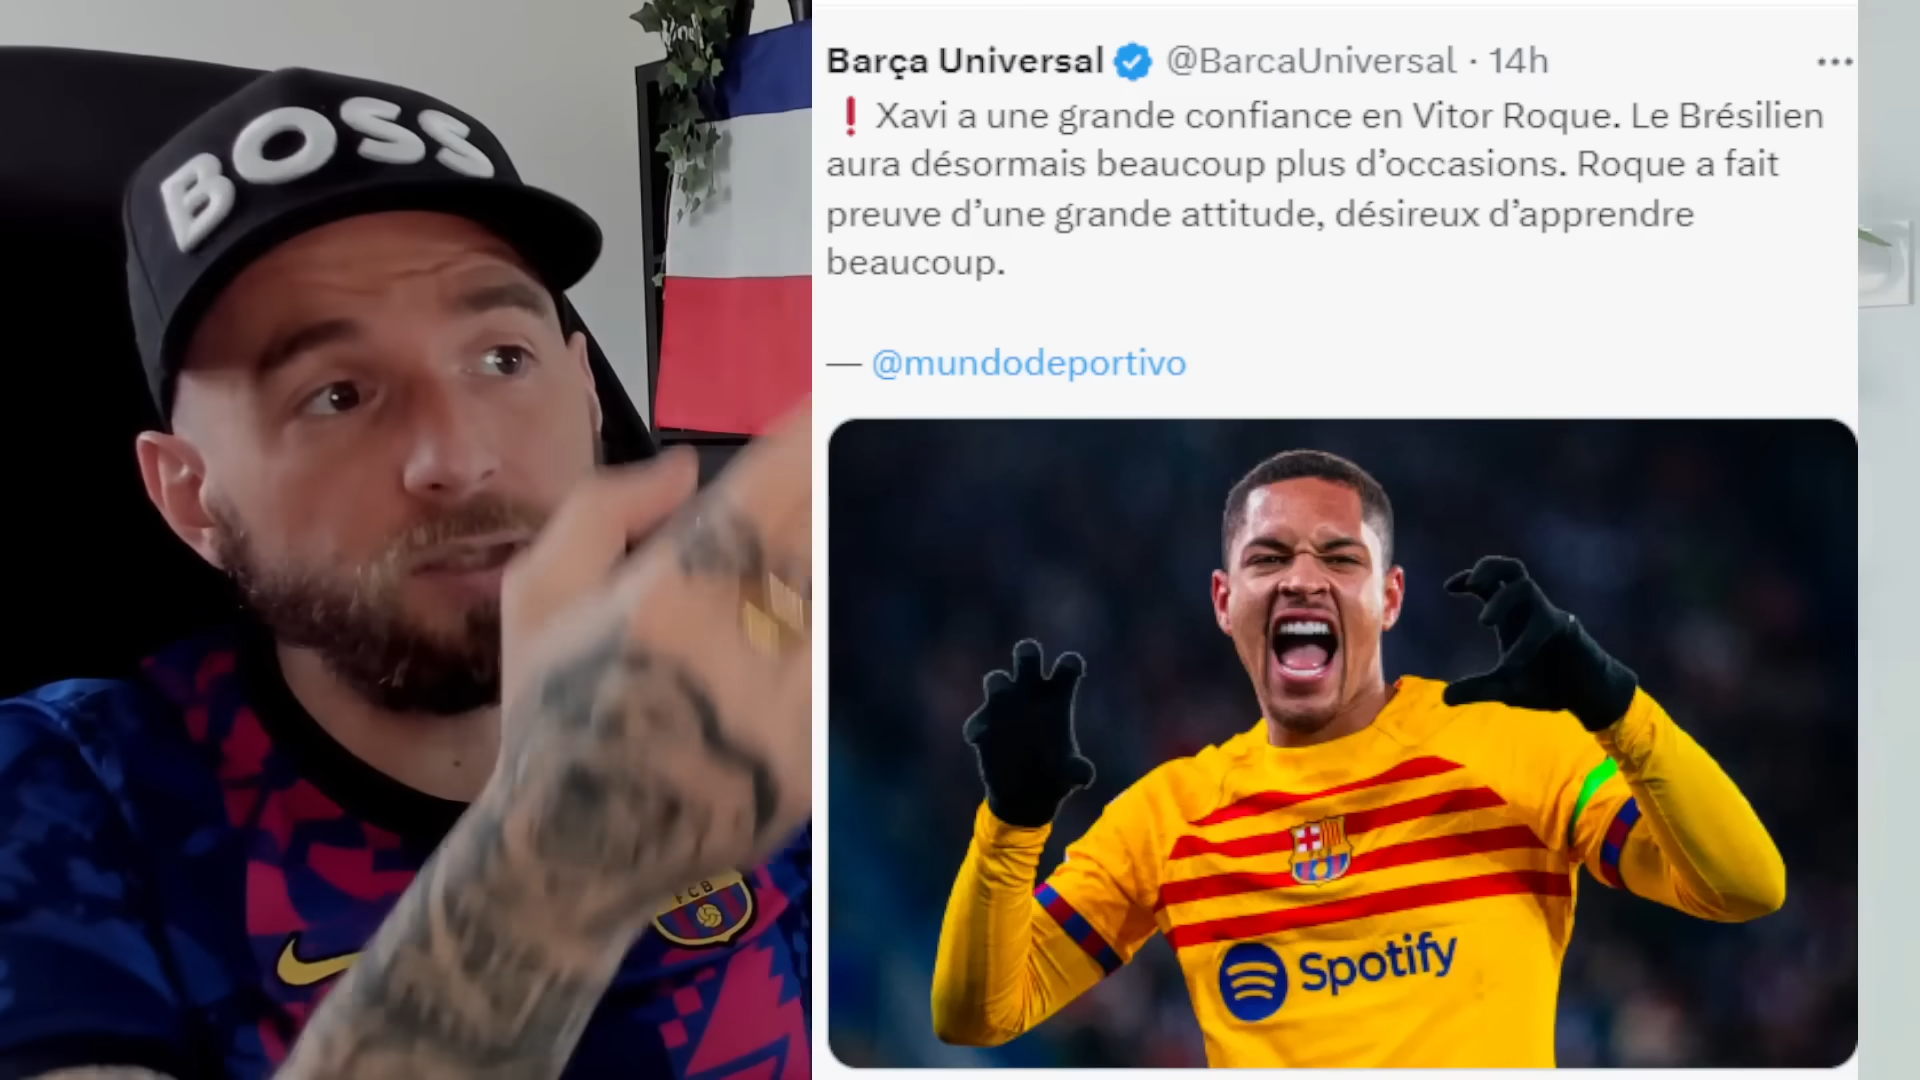 BOSS
FCB
Barça Universal @BarcaUniversal · 14h
❗ Xavi a une grande confiance en Vitor Roque. Le Brésilien
aura désormais beaucoup plus d’occasions. Roque a fait
preuve d’une grande attitude, désireux d’apprendre
beaucoup.
— @mundodeportivo
Spotify